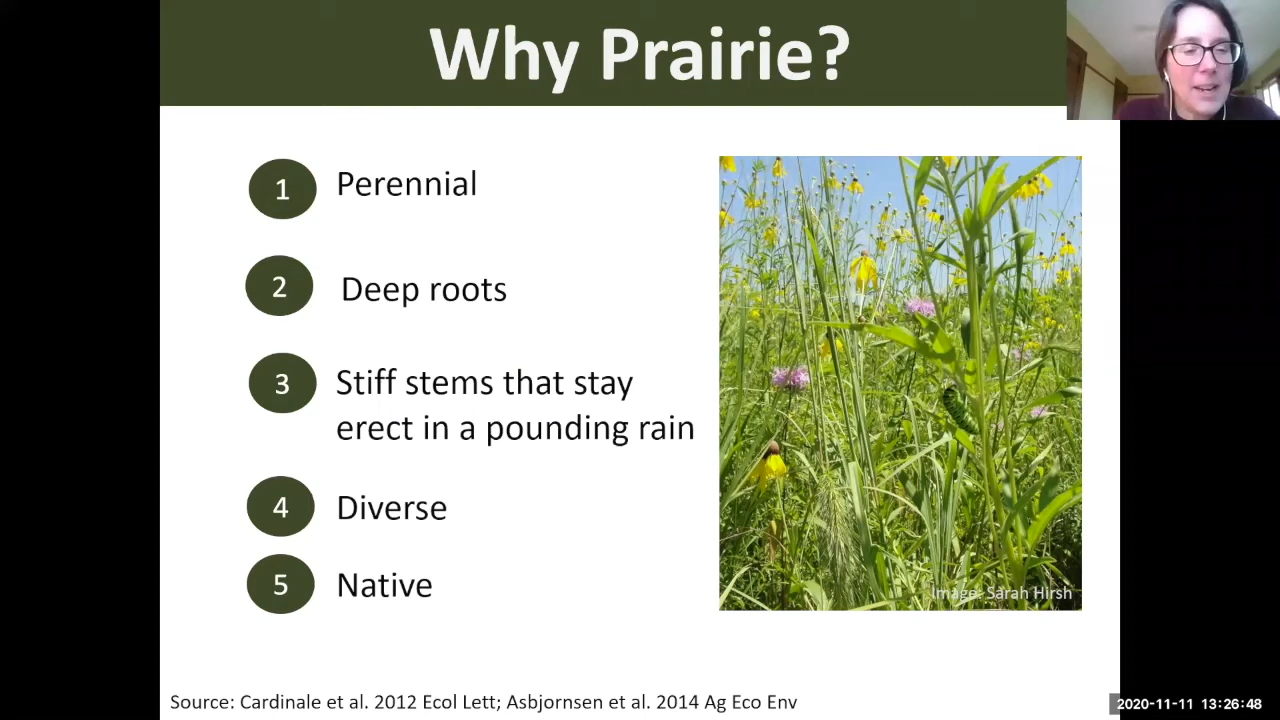 Why Prairie?
1 Perennial
2 Deep roots
3 Stiff stems that stay
erect in a pounding rain
4 Diverse
5 Native
Image: Sarah Hirsh
Source: Cardinale et al. 2012 Ecol Lett; Asbjornsen et al. 2014 Ag Eco Env
2020-11-11 13:26:48